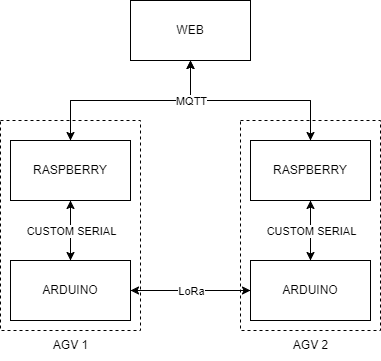 WEB
MQTT
RASPBERRY
RASPBERRY
CUSTOM SERIAL
CUSTOM SERIAL
ARDUINO
LoRa
ARDUINO
AGV 1
AGV 2